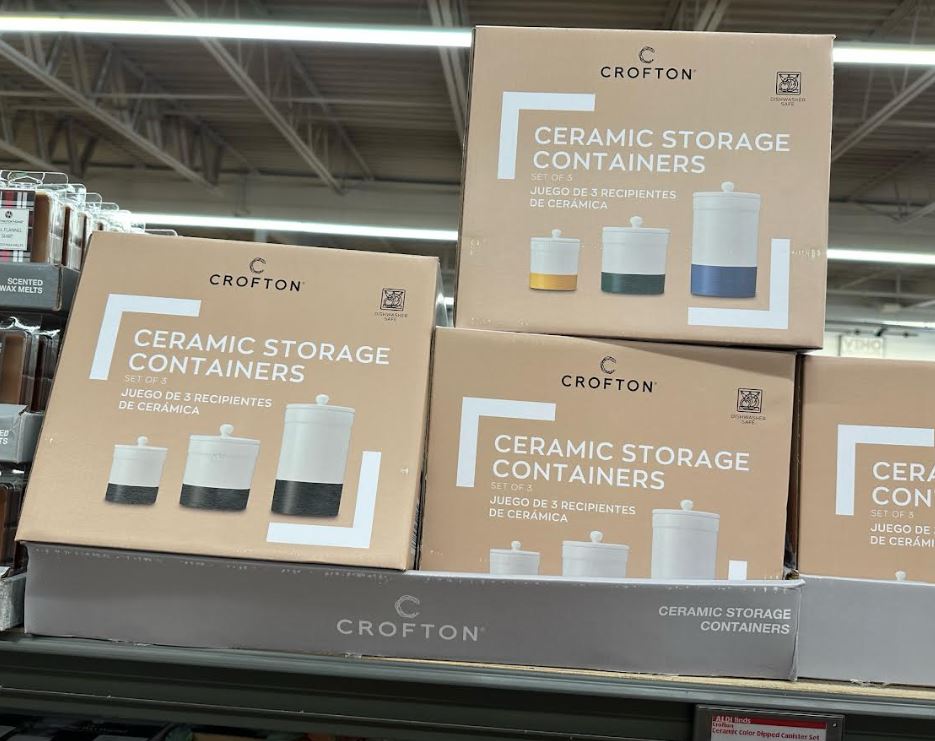 CROFTON
DISHWASHER
SAFE
CERAMIC STORAGE
CONTAINERS
SET OF 3
JUEGO DE 3 RECIPIENTES
DE CERÁMICA
SCENTED
WAX MELTS
CROFTON
DISHWASHER
SAFE
CERAMIC STORAGE
CONTAINERS
SET OF 3
JUEGO DE 3 RECIPIENTES
DE CERÁMICA
CROFTON
DISHWASHER
SAFE
CERAMIC STORAGE
CONTAINERS
SET OF 3
JUEGO DE 3 RECIPIENTES
DE CERÁMICA
CERA
CON
SET OF 3
JUEGO DE
DE CERÁMI
CROFTON
CERAMIC STORAGE
CONTAINERS
ALDI finds
Crofton
Ceramic Color Dipped Canister Set